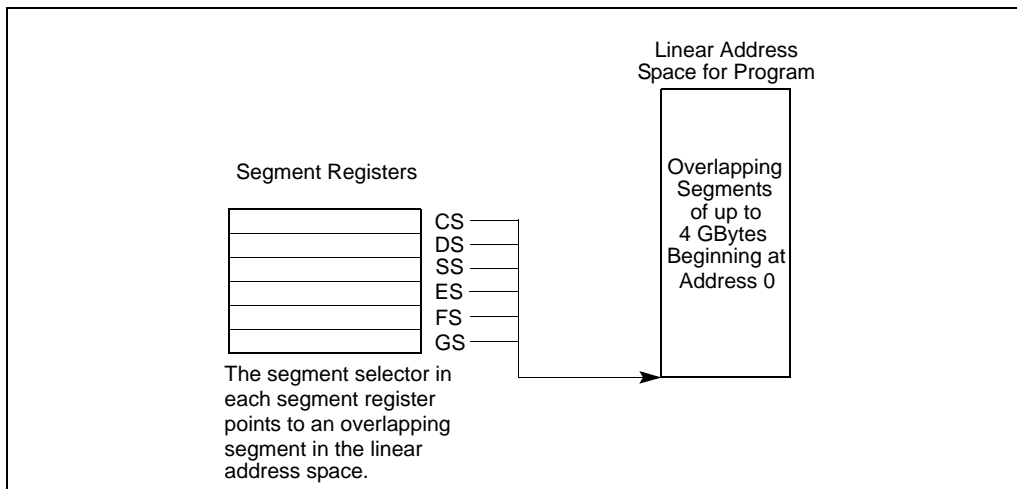 Linear Address
Space for Program
Overlapping
Segments
of up to
4 GBytes
Beginning at
Address 0
Segment Registers
CS
DS
SS
ES
FS
GS
The segment selector in
each segment register
points to an overlapping
segment in the linear
address space.